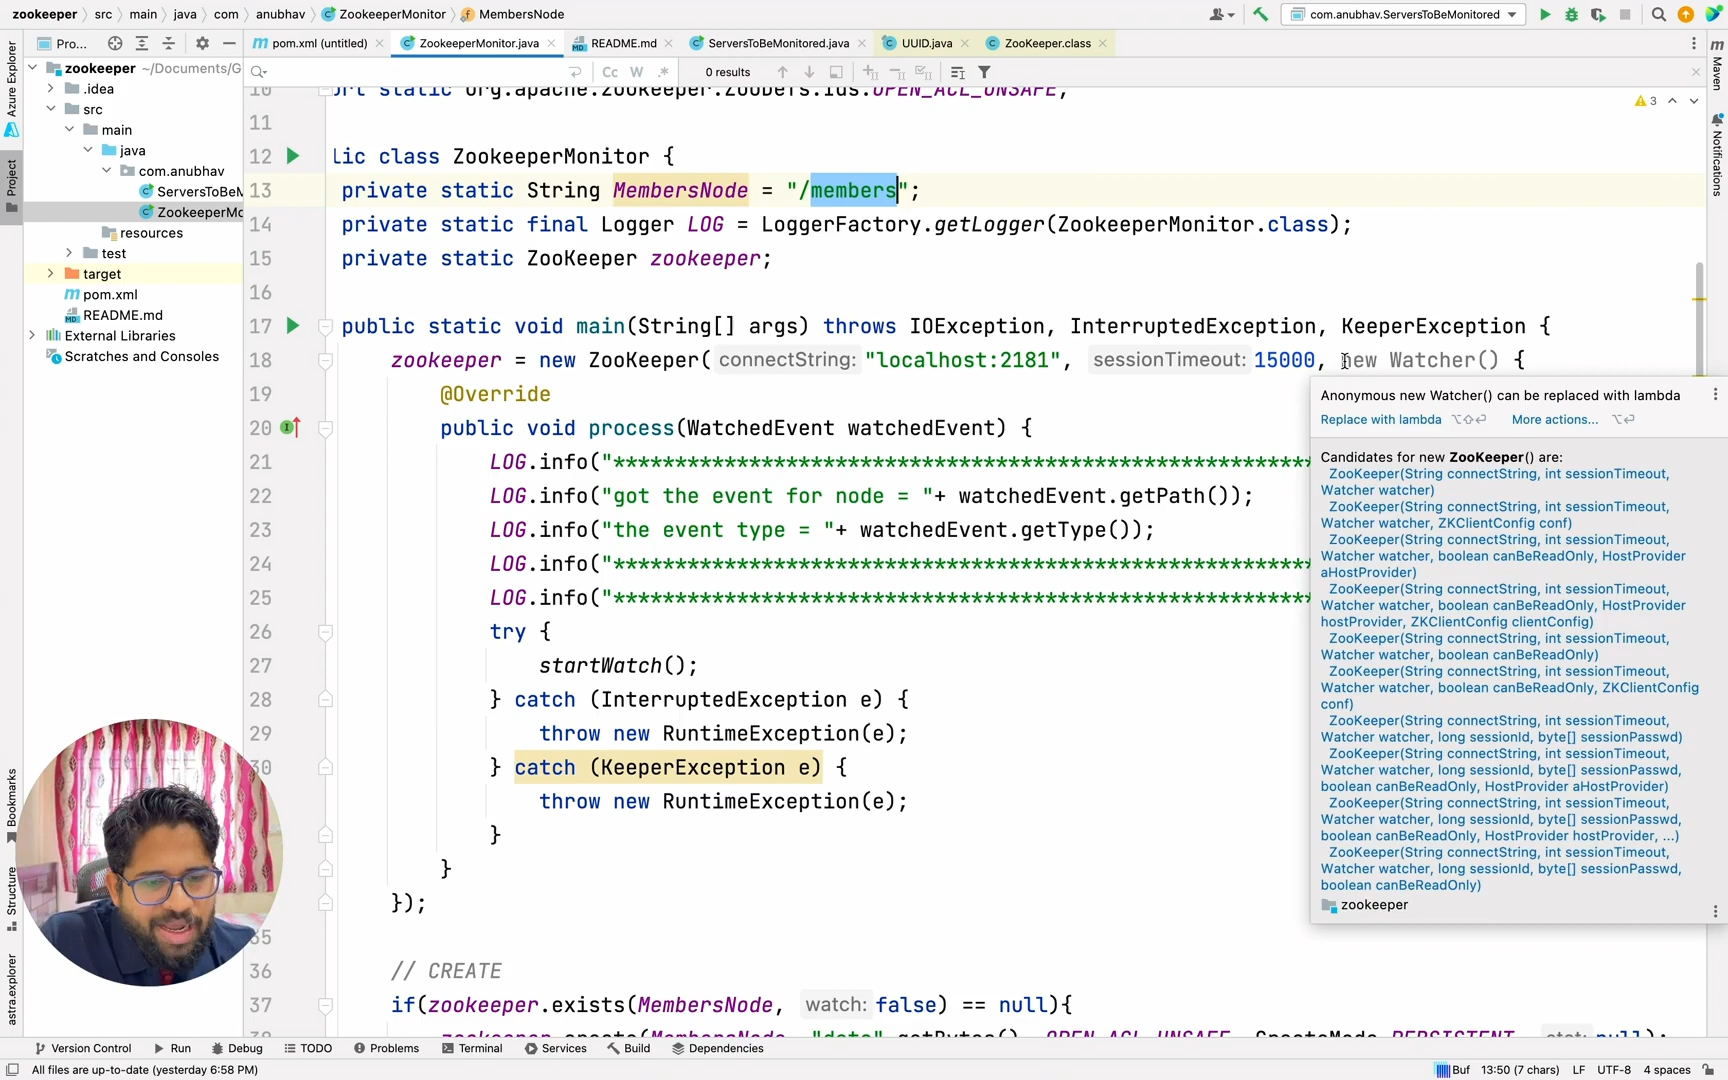 zookeeper > src > main > java > com > anubhav > ZookeeperMonitor > MembersNode
com.anubhav.ServersToBeMonitored
Pro...
pom.xml (untitled) ZookeeperMonitor.java README.md ServersToBeMonitored.java UUID.java ZooKeeper.class
Cc W .* 0 results
Azure Explorer
Project
Bookmarks
Structure
astra.explorer
Maven
Notifications
zookeeper ~/Documents/G
.idea
src
main
java
com.anubhav
ServersToBeM
ZookeeperMo
resources
test
target
pom.xml
README.md
External Libraries
Scratches and Consoles
3
11
12 lic class ZookeeperMonitor {
13 private static String MembersNode = "/members";
14 private static final Logger LOG = LoggerFactory.getLogger(ZookeeperMonitor.class);
15 private static ZooKeeper zookeeper;
16
17 public static void main(String[] args) throws IOException, InterruptedException, KeeperException {
18 zookeeper = new ZooKeeper( connectString: "localhost:2181", sessionTimeout: 15000, new Watcher() {
19 @Override
20 public void process(WatchedEvent watchedEvent) {
21 LOG.info("*********************************************************
22 LOG.info("got the event for node = "+ watchedEvent.getPath());
23 LOG.info("the event type = "+ watchedEvent.getType());
24 LOG.info("*********************************************************
25 LOG.info("*********************************************************
26 try {
27 startWatch();
28 } catch (InterruptedException e) {
29 throw new RuntimeException(e);
30 } catch (KeeperException e) {
throw new RuntimeException(e);
}
}
});
35
36 // CREATE
37 if(zookeeper.exists(MembersNode, watch: false) == null){
Anonymous new Watcher() can be replaced with lambda
Replace with lambda More actions...
Candidates for new ZooKeeper() are:
ZooKeeper(String connectString, int sessionTimeout,
Watcher watcher)
ZooKeeper(String connectString, int sessionTimeout,
Watcher watcher, ZKClientConfig conf)
ZooKeeper(String connectString, int sessionTimeout,
Watcher watcher, boolean canBeReadOnly, HostProvider
aHostProvider)
ZooKeeper(String connectString, int sessionTimeout,
Watcher watcher, boolean canBeReadOnly, HostProvider
hostProvider, ZKClientConfig clientConfig)
ZooKeeper(String connectString, int sessionTimeout,
Watcher watcher, boolean canBeReadOnly)
ZooKeeper(String connectString, int sessionTimeout,
Watcher watcher, boolean canBeReadOnly, ZKClientConfig
conf)
ZooKeeper(String connectString, int sessionTimeout,
Watcher watcher, long sessionId, byte[] sessionPasswd)
ZooKeeper(String connectString, int sessionTimeout,
Watcher watcher, long sessionId, byte[] sessionPasswd,
boolean canBeReadOnly, HostProvider aHostProvider)
ZooKeeper(String connectString, int sessionTimeout,
Watcher watcher, long sessionId, byte[] sessionPasswd,
boolean canBeReadOnly, HostProvider hostProvider, ...)
ZooKeeper(String connectString, int sessionTimeout,
Watcher watcher, long sessionId, byte[] sessionPasswd,
boolean canBeReadOnly)
zookeeper
Version Control Run Debug TODO Problems Terminal Services Build Dependencies
All files are up-to-date (yesterday 6:58 PM) Buf 13:50 (7 chars) LF UTF-8 4 spaces